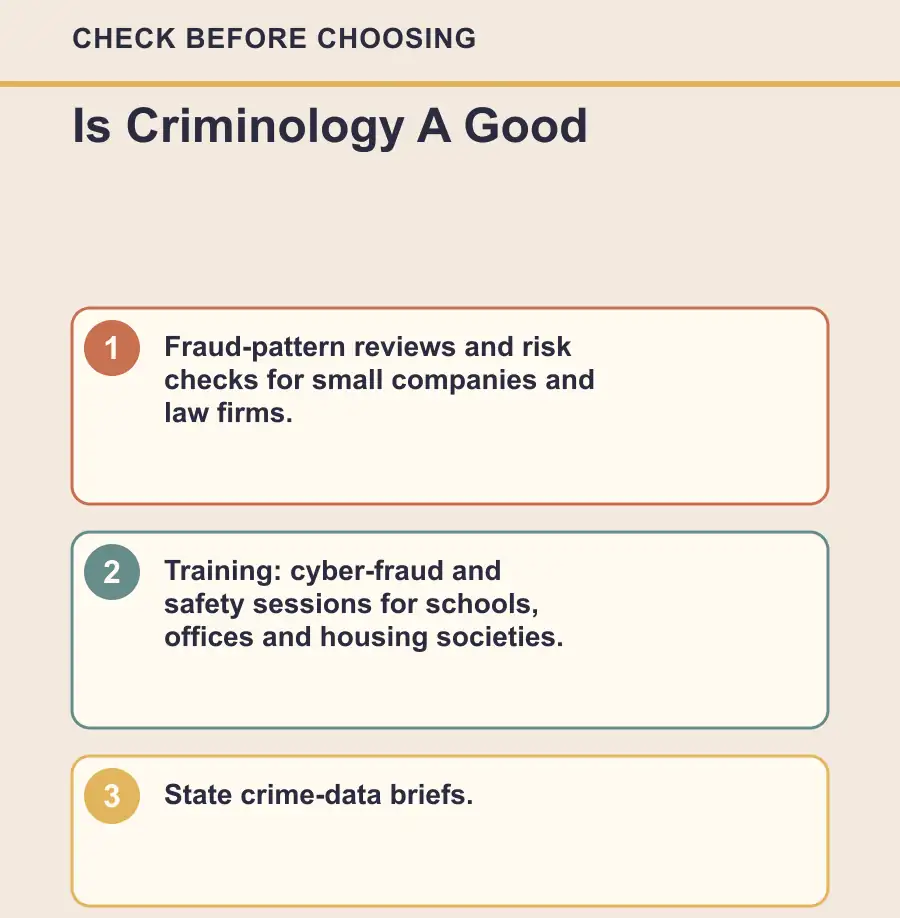 CHECK BEFORE CHOOSING
Is Criminology A Good
1
Fraud-pattern reviews and risk
checks for small companies and
law firms.
2
Training: cyber-fraud and
safety sessions for schools,
offices and housing societies.
3
State crime-data briefs.